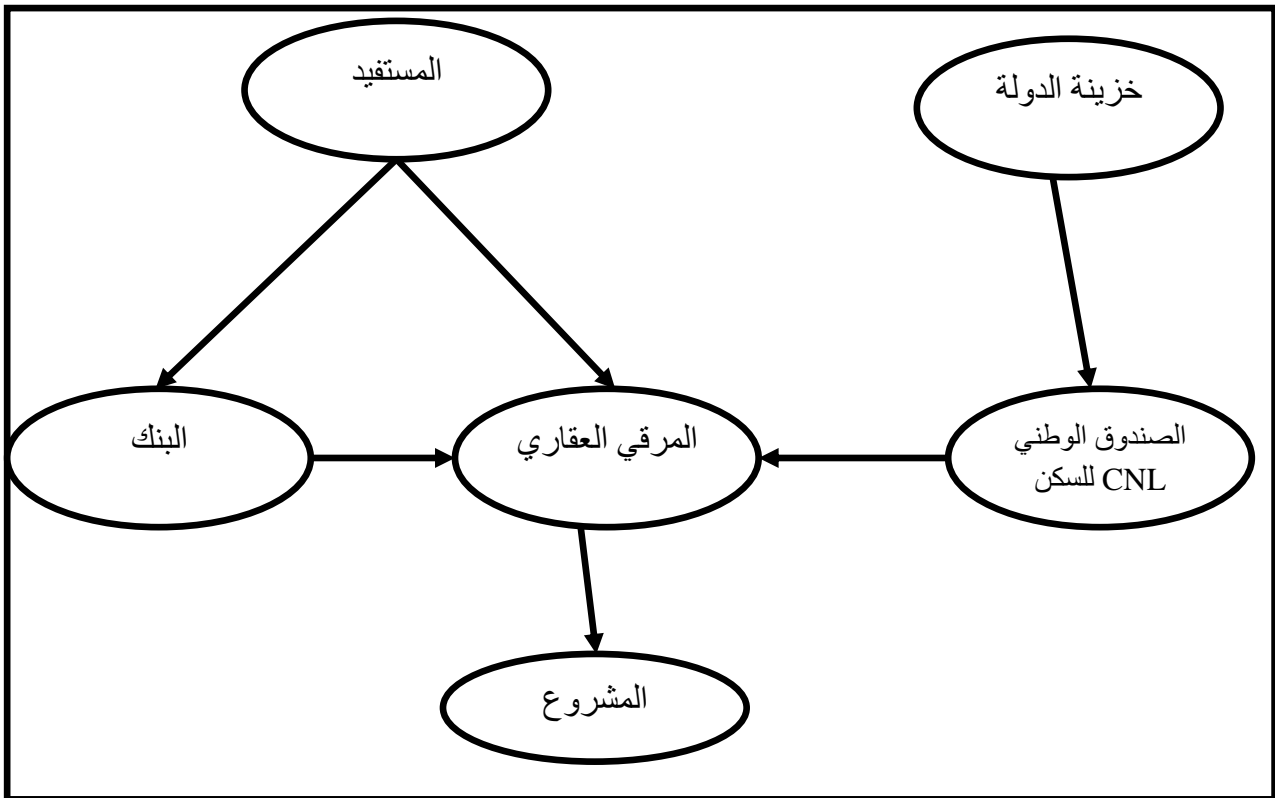 المستفيد
خزينة الدولة
البنك
المرقي العقاري
الصندوق الوطني
للسكن CNL
المشروع